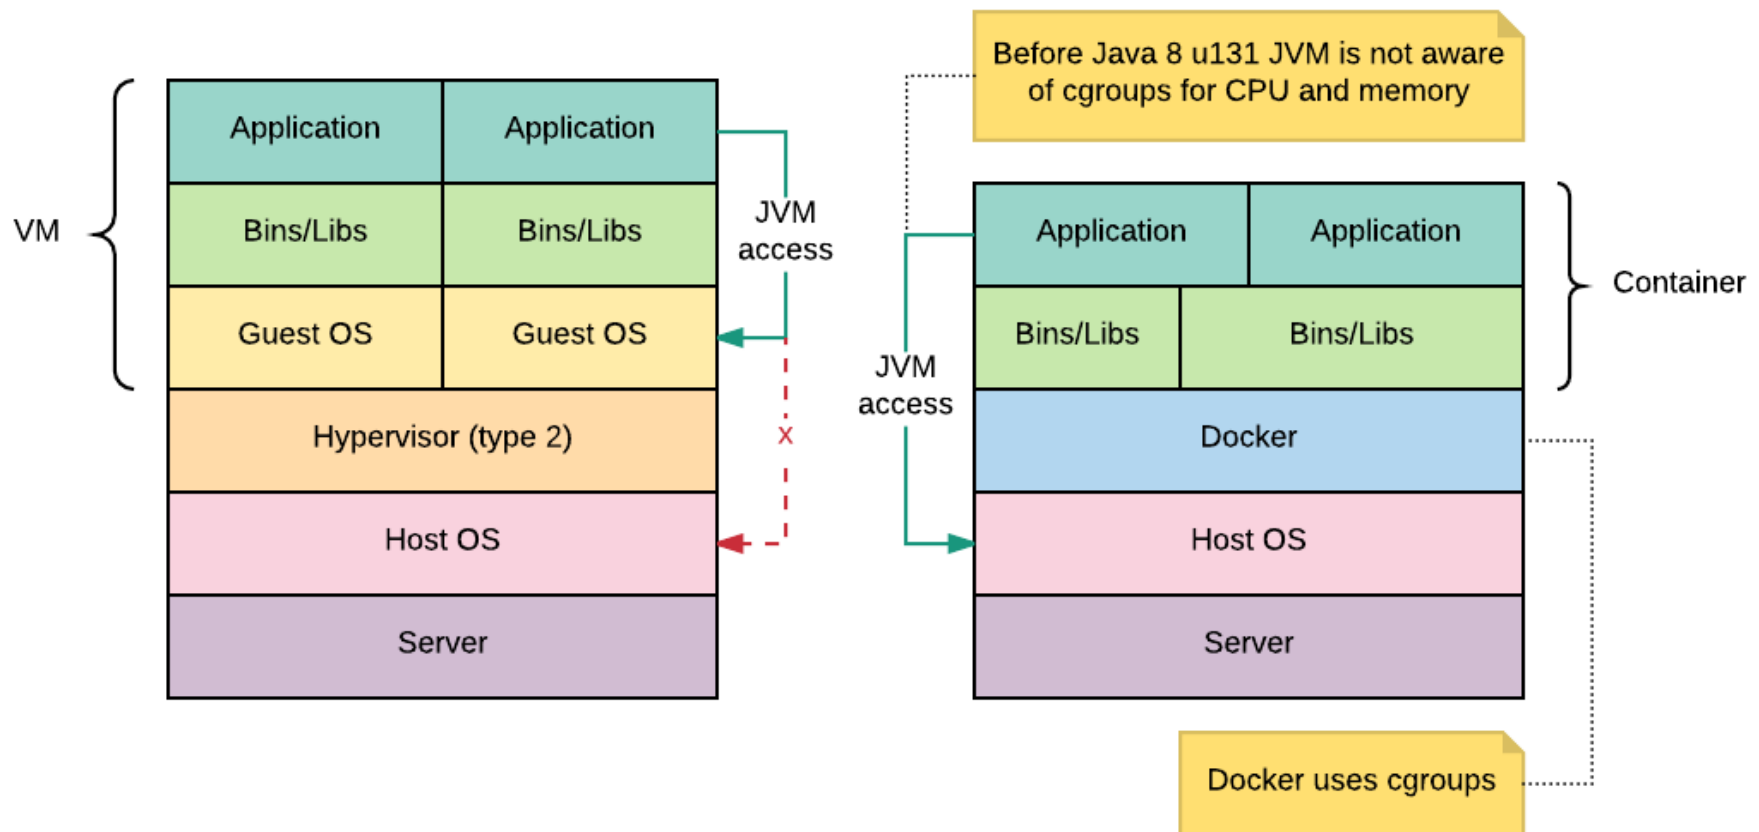 VM
Application
Application
Bins/Libs
Bins/Libs
Guest OS
Guest OS
Hypervisor (type 2)
Host OS
Server
JVM
access
x
Before Java 8 u131 JVM is not aware
of cgroups for CPU and memory
JVM
access
Application
Application
Bins/Libs
Bins/Libs
Docker
Host OS
Server
Container
Docker uses cgroups